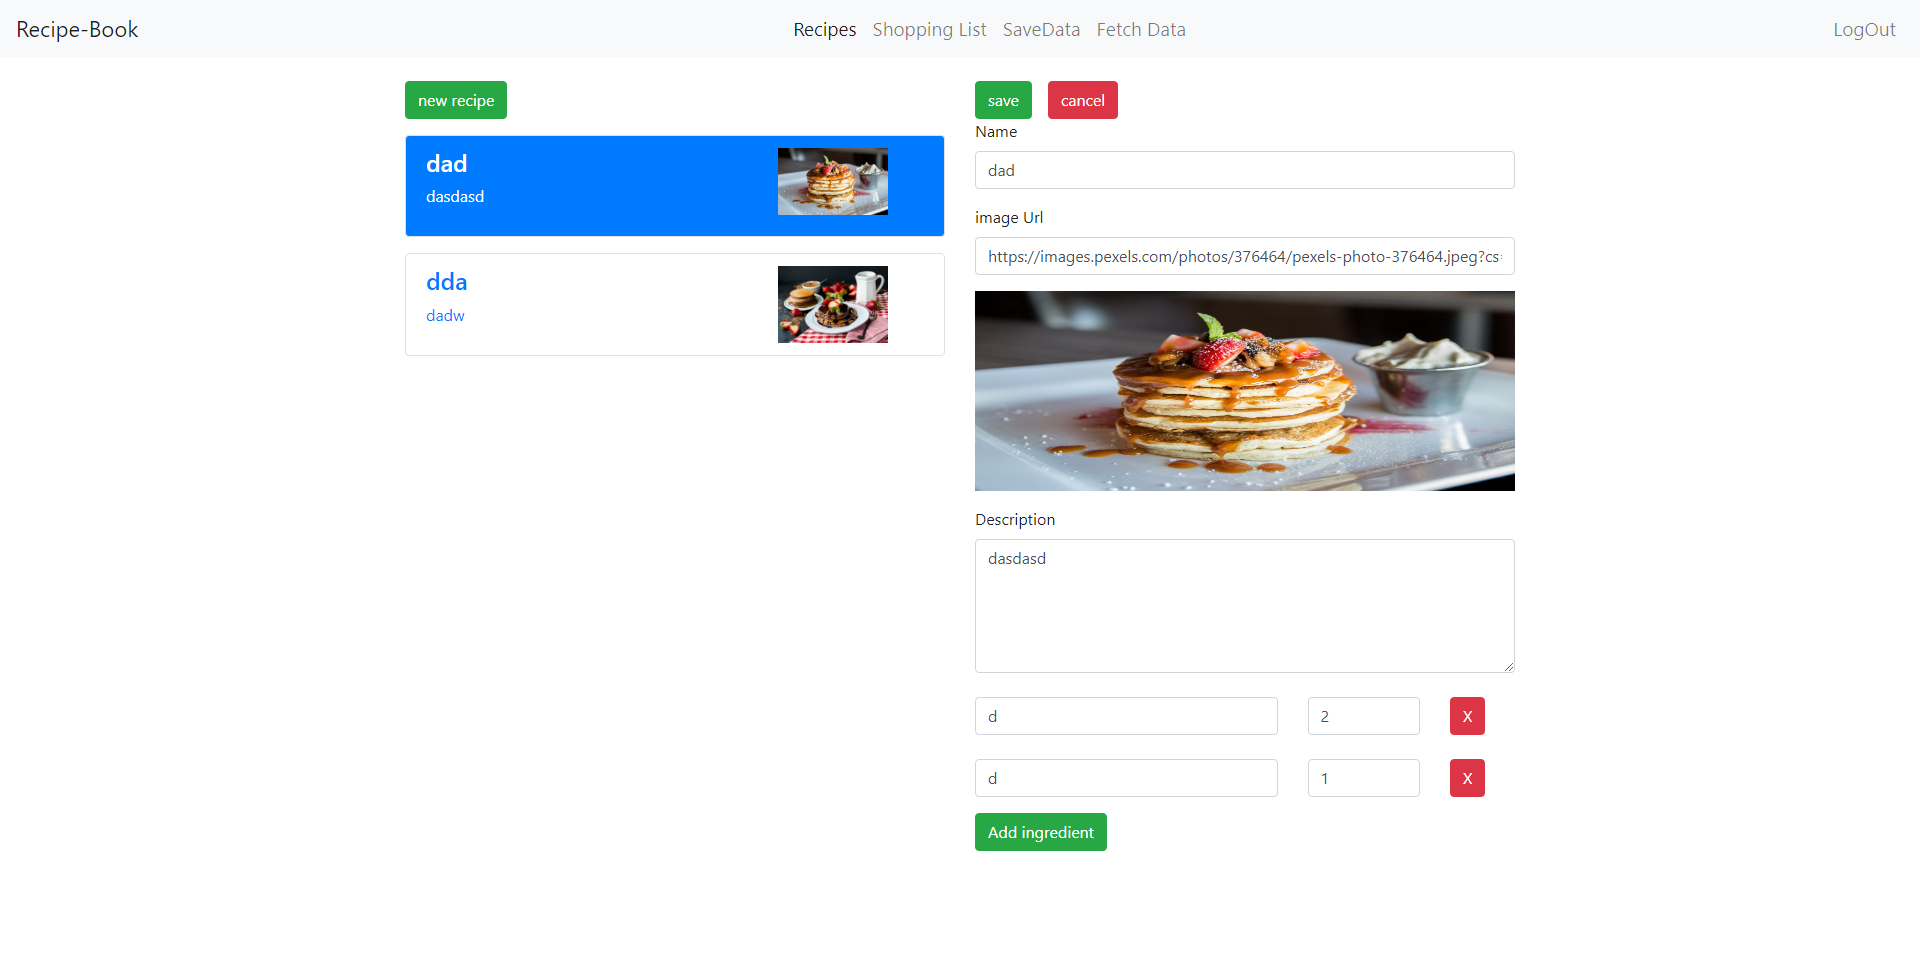 Recipe-Book
Recipes Shopping List SaveData Fetch Data
LogOut
new recipe
dad
dasdasd
dda
dadw
save cancel
Name
dad
image Url
https://images.pexels.com/photos/376464/pexels-photo-376464.jpeg?cs
Description
dasdasd
d 2 X
d 1 X
Add ingredient